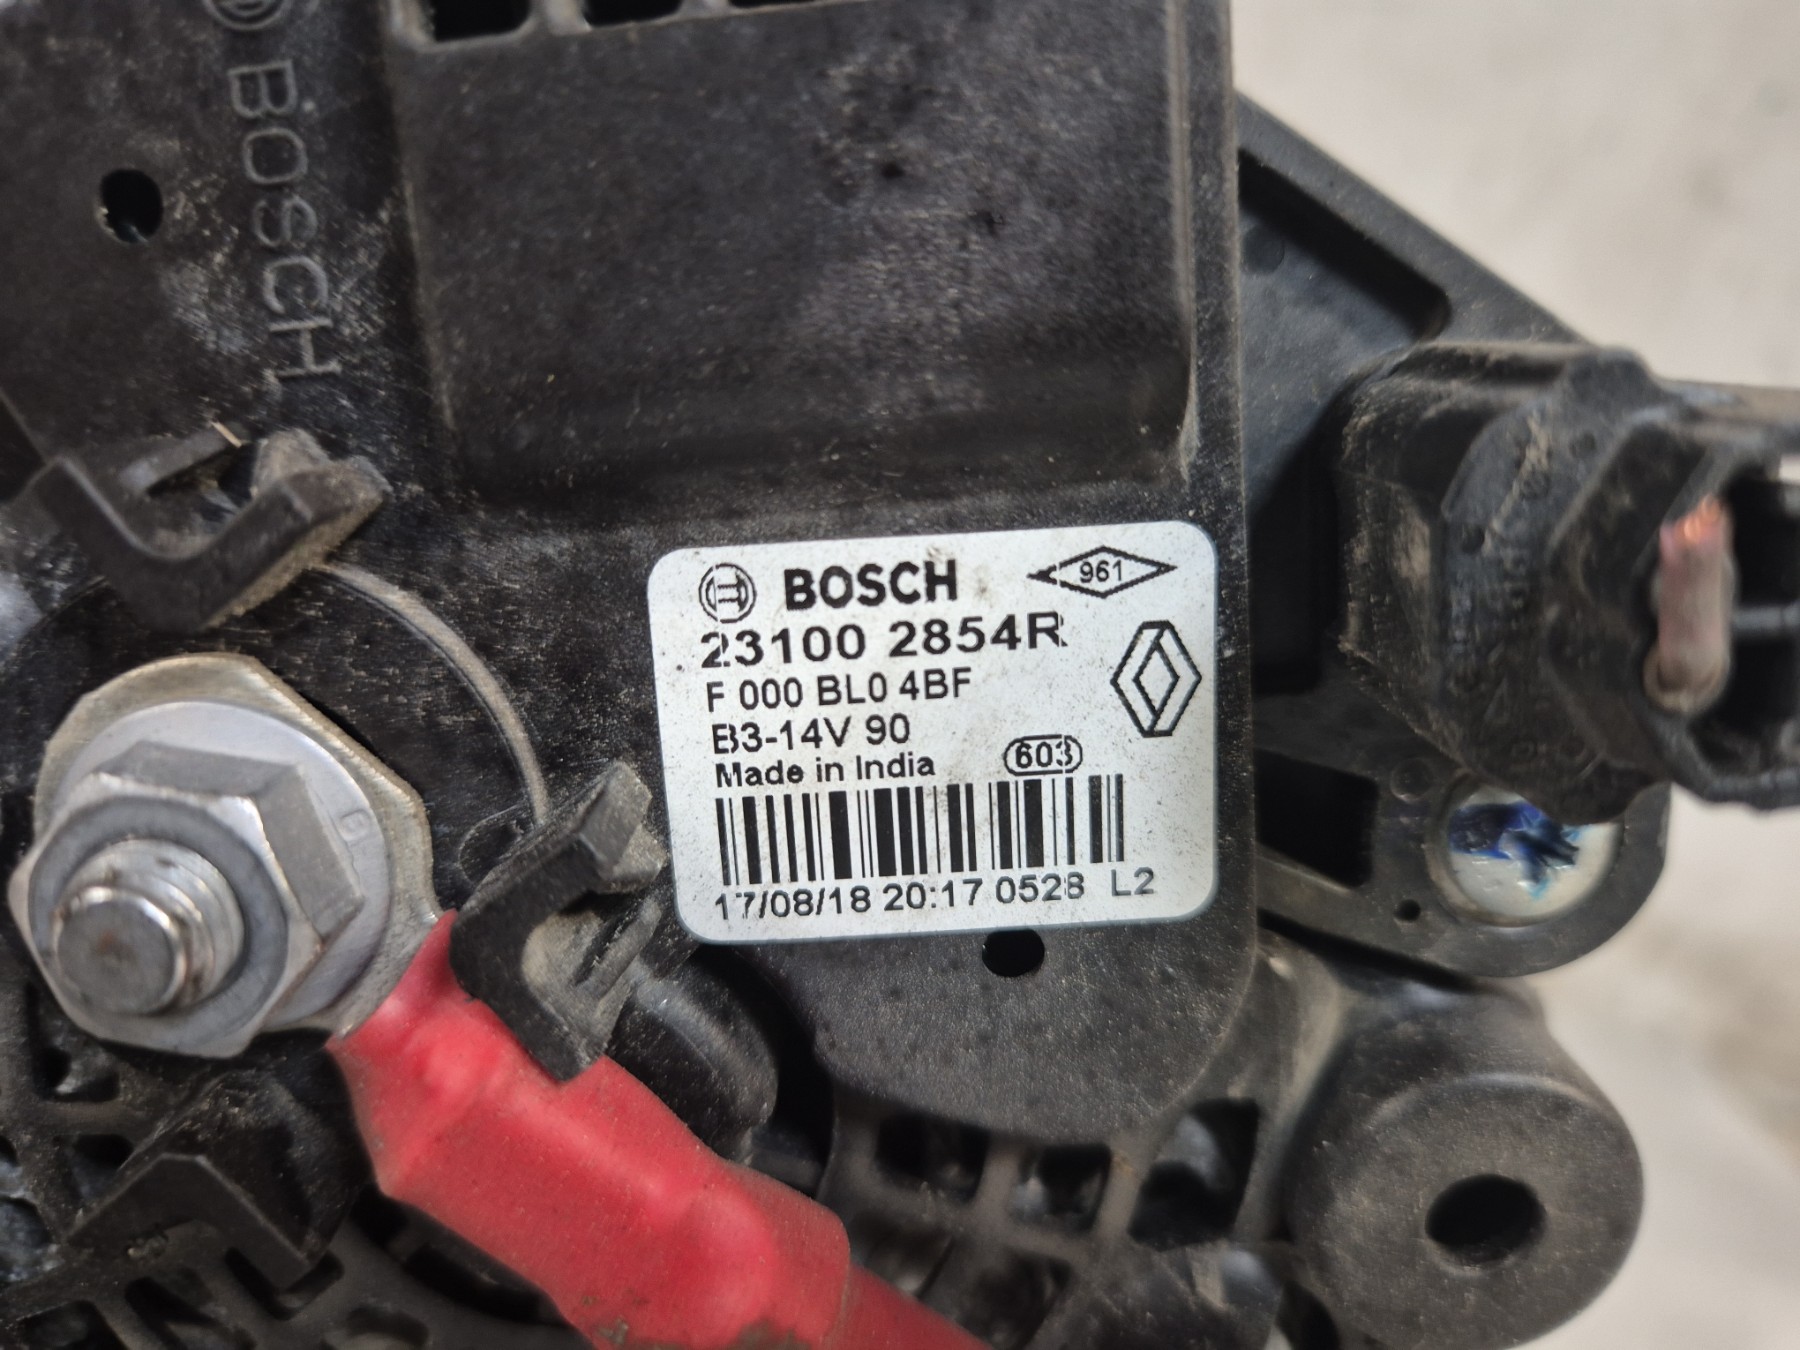 BOSCH
BOSCH
961
23100 2854R
F 000 BL0 4BF
B3-14V 90
Made in India
603
17/08/18 20:17 0528 L2